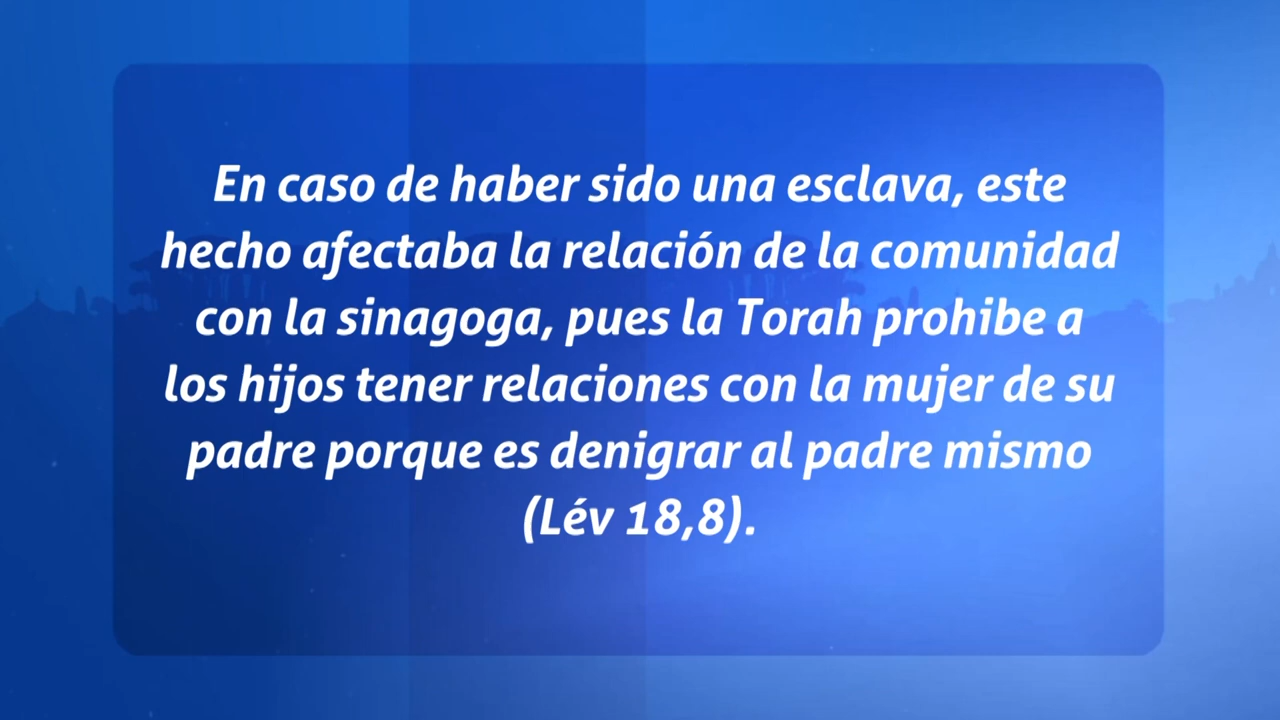 En caso de haber sido una esclava, este
hecho afectaba la relación de la comunidad
con la sinagoga, pues la Torah prohibe a
los hijos tener relaciones con la mujer de su
padre porque es denigrar al padre mismo
(Lév 18,8).